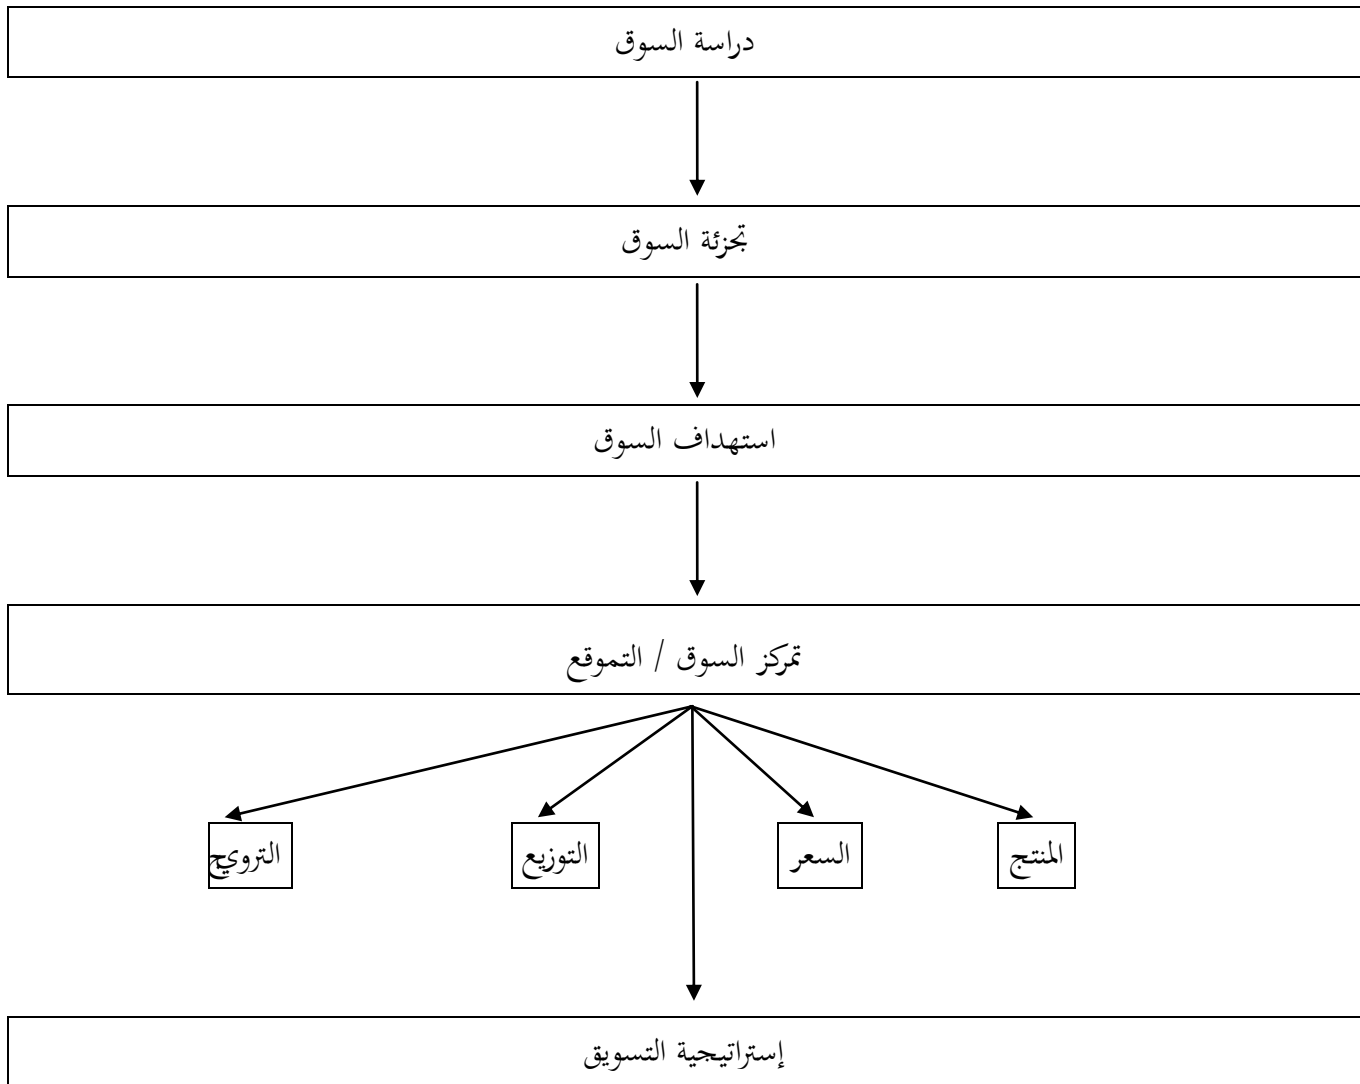 دراسة السوق
تجزئة السوق
استهداف السوق
تمركز السوق / التموقع
المنتج
السعر
التوزيع
الترويج
إستراتيجية التسويق